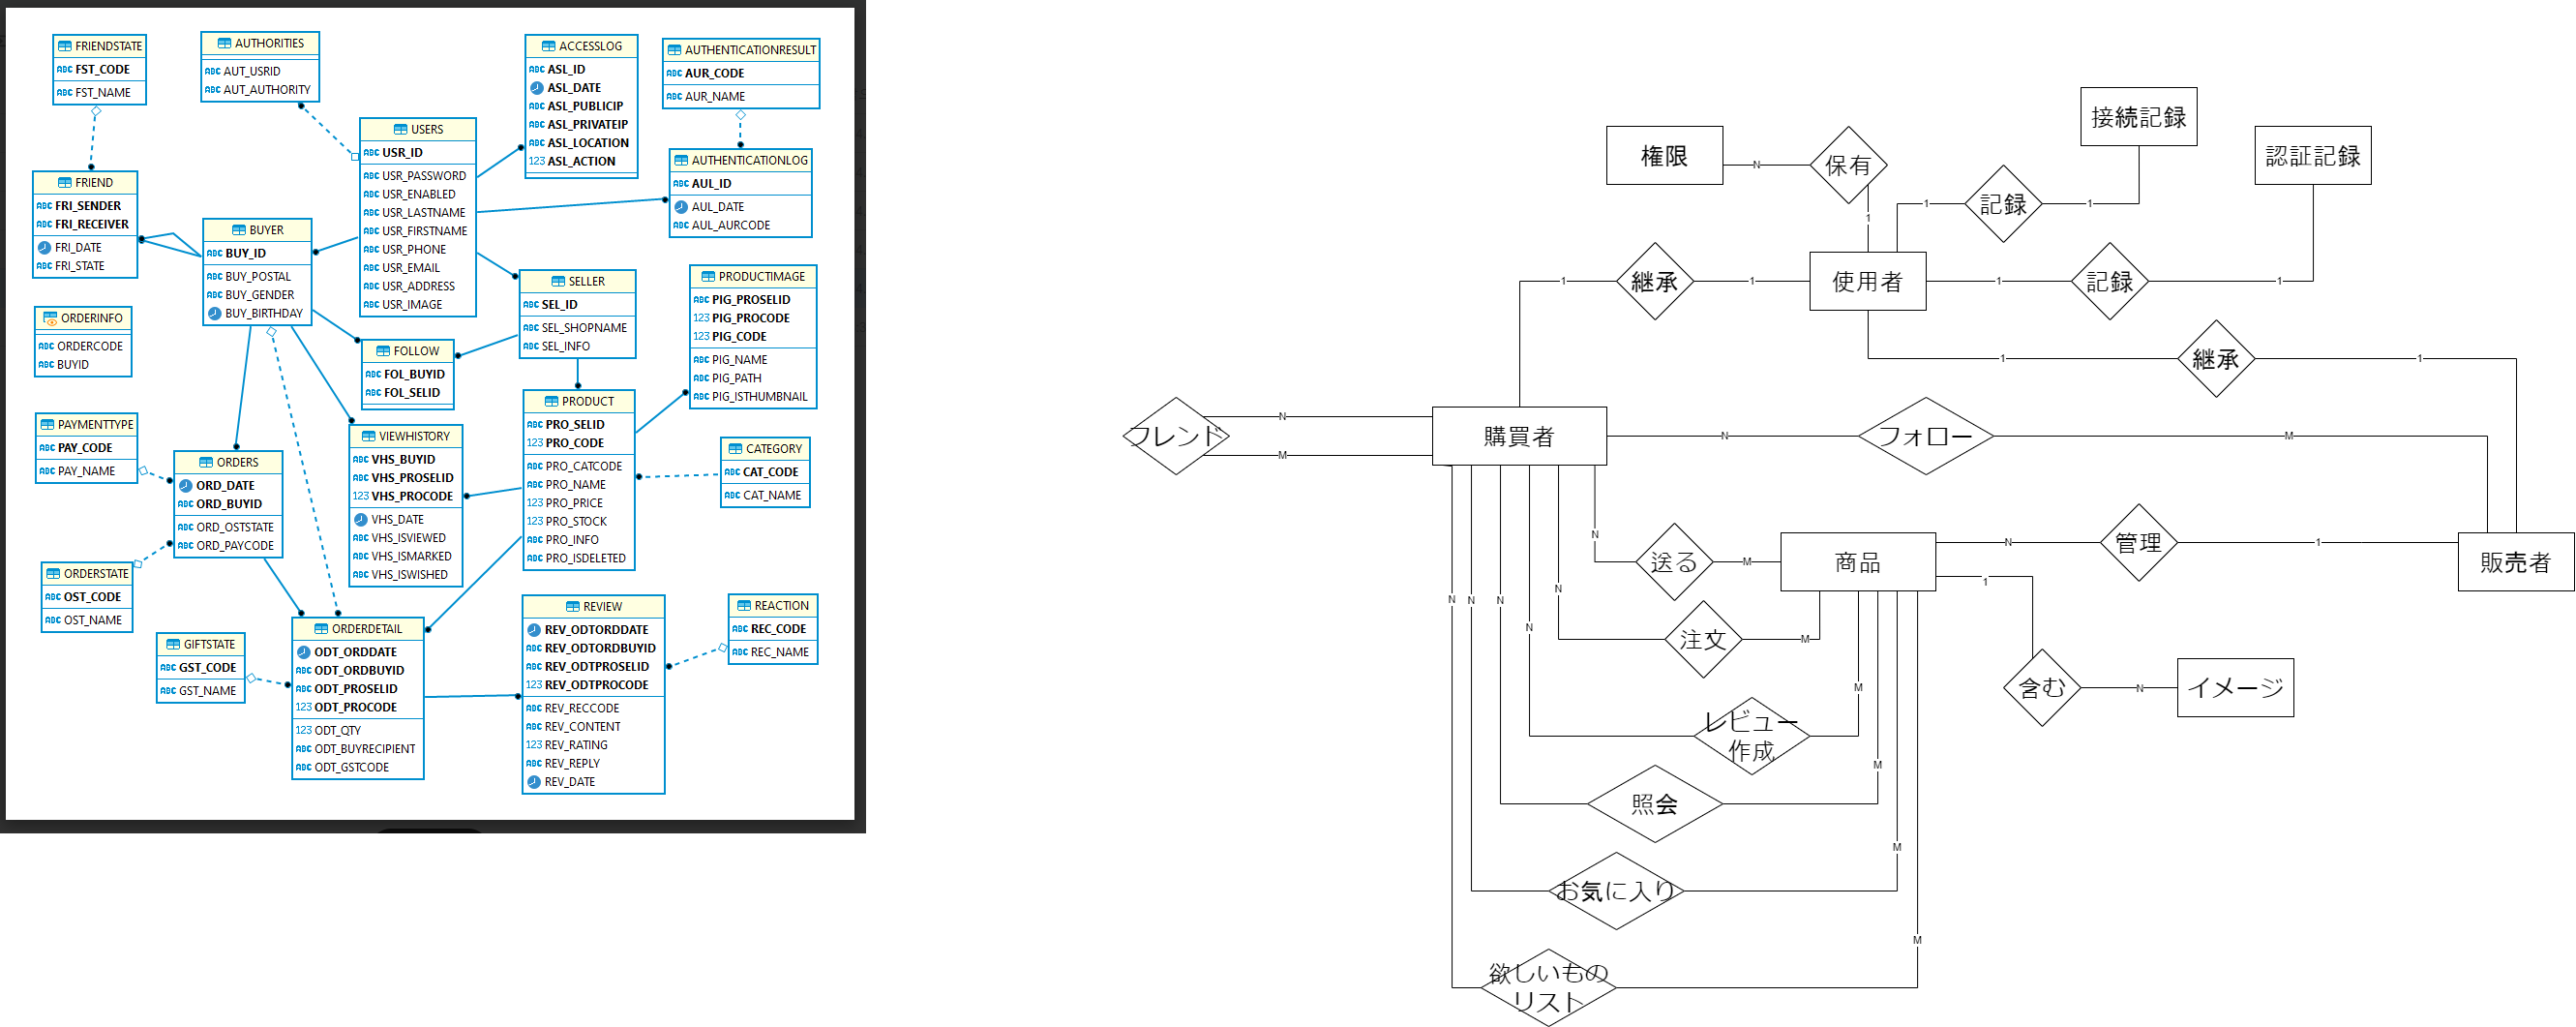 FRIENDSTATE
FST_CODE
FST_NAME
AUTHORITIES
AUT_USRID
AUT_AUTHORITY
ACCESSLOG
ASL_ID
ASL_DATE
ASL_PUBLICIP
ASL_PRIVATEIP
ASL_LOCATION
ASL_ACTION
AUTHENTICATIONRESULT
AUR_CODE
AUR_NAME
USERS
USR_ID
USR_PASSWORD
USR_ENABLED
USR_LASTNAME
USR_FIRSTNAME
USR_PHONE
USR_EMAIL
USR_ADDRESS
USR_IMAGE
AUTHENTICATIONLOG
AUL_ID
AUL_DATE
AUL_AURCODE
FRIEND
FRI_SENDER
FRI_RECEIVER
FRI_DATE
FRI_STATE
BUYER
BUY_ID
BUY_POSTAL
BUY_GENDER
BUY_BIRTHDAY
SELLER
SEL_ID
SEL_SHOPNAME
SEL_INFO
PRODUCTIMAGE
PIG_PROSELID
PIG_PROCODE
PIG_CODE
PIG_NAME
PIG_PATH
PIG_ISTHUMBNAIL
ORDERINFO
ORDERCODE
BUYID
FOLLOW
FOL_BUYID
FOL_SELID
PRODUCT
PRO_SELID
PRO_CODE
PRO_CATCODE
PRO_NAME
PRO_PRICE
PRO_STOCK
PRO_INFO
PRO_ISDELETED
PAYMENTTYPE
PAY_CODE
PAY_NAME
ORDERS
ORD_DATE
ORD_BUYID
ORD_OSTSTATE
ORD_PAYCODE
VIEWHISTORY
VHS_BUYID
VHS_PROSELID
VHS_PROCODE
VHS_DATE
VHS_ISVIEWED
VHS_ISMARKED
VHS_ISWISHED
CATEGORY
CAT_CODE
CAT_NAME
ORDERSTATE
OST_CODE
OST_NAME
GIFTSTATE
GST_CODE
GST_NAME
ORDERDETAIL
ODT_ORDDATE
ODT_ORDBUYID
ODT_PROSELID
ODT_PROCODE
ODT_QTY
ODT_BUYRECIPIENT
ODT_GSTCODE
REVIEW
REV_ODTORDDATE
REV_ODTORDBUYID
REV_ODTPROSELID
REV_ODTPROCODE
REV_RECCODE
REV_CONTENT
REV_RATING
REV_REPLY
REV_DATE
REACTION
REC_CODE
REC_NAME
接続記録
権限
N
保有
認証記録
1
1
記録
1
1
継承
1
使用者
1
記録
1
1
継承
1
フレンド
N
M
購買者
N
フォロー
M
N
送る
M
商品
N
管理
1
販売者
1
N
注文
M
含む
N
イメージ
N
レビュー
作成
M
N
照会
M
N
お気に入り
M
N
欲しいもの
リスト
M